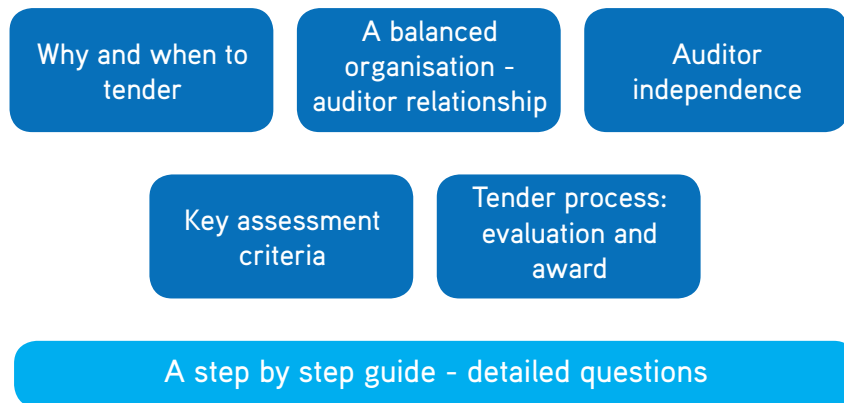 Why and when to
tender
A balanced
organisation -
auditor relationship
Auditor
independence
Key assessment
criteria
Tender process:
evaluation and
award
A step by step guide - detailed questions